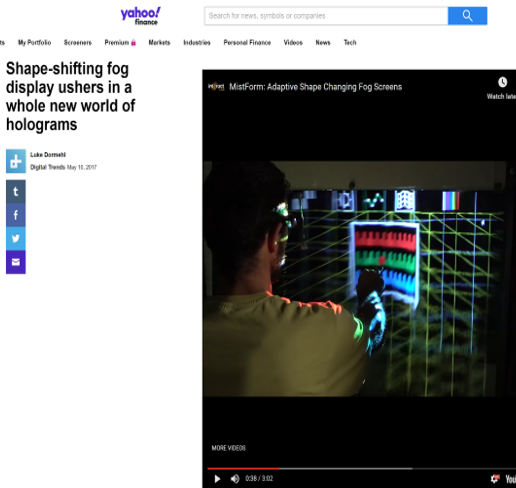 yahoo!
finance
Search for news, symbols or companies
My Portfolio Screeners Premium Markets Industries Personal Finance Videos News Tech
Shape-shifting fog
display ushers in a
whole new world of
holograms
Luke Dormehl
Digital Trends May 10, 2017
t
f
MistForm: Adaptive Shape Changing Fog Screens
Watch late
MORE VIDEOS
0:38 / 3:02
You